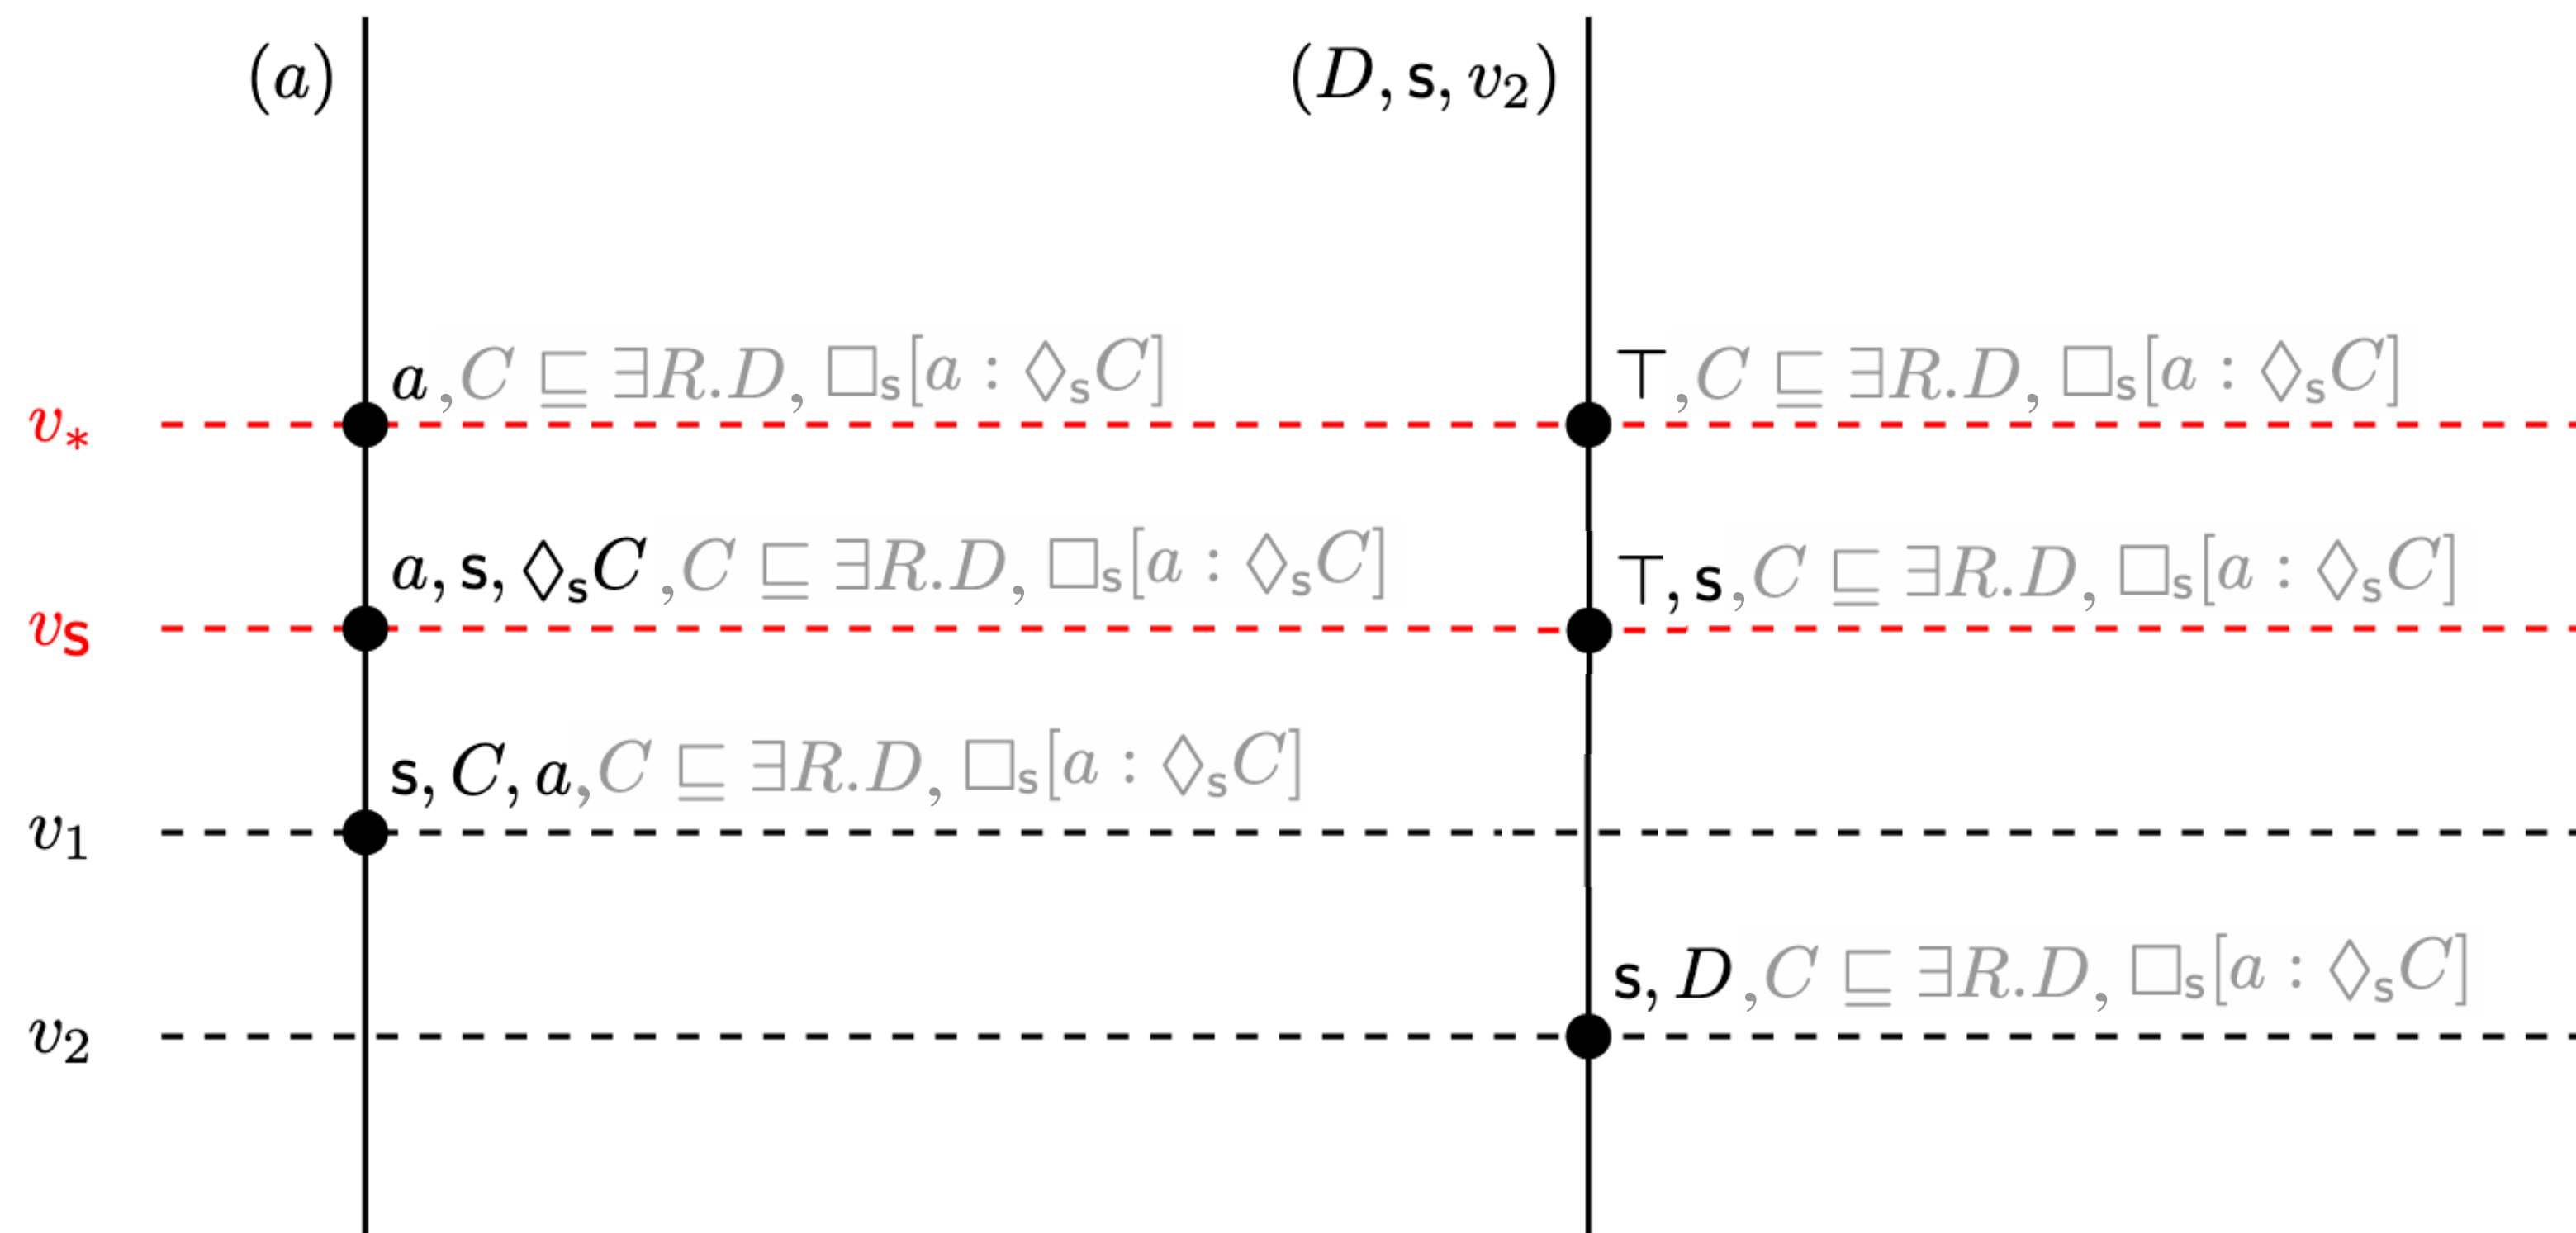 (a) (D, s, v₂)
a, C ⊑ ∃R.D, □ₛ[a : ◇ₛC] ⊤, C ⊑ ∃R.D, □ₛ[a : ◇ₛC]
v*
a, s, ◇ₛC, C ⊑ ∃R.D, □ₛ[a : ◇ₛC] ⊤, s, C ⊑ ∃R.D, □ₛ[a : ◇ₛC]
vₛ
s, C, a, C ⊑ ∃R.D, □ₛ[a : ◇ₛC]
v₁
s, D, C ⊑ ∃R.D, □ₛ[a : ◇ₛC]
v₂